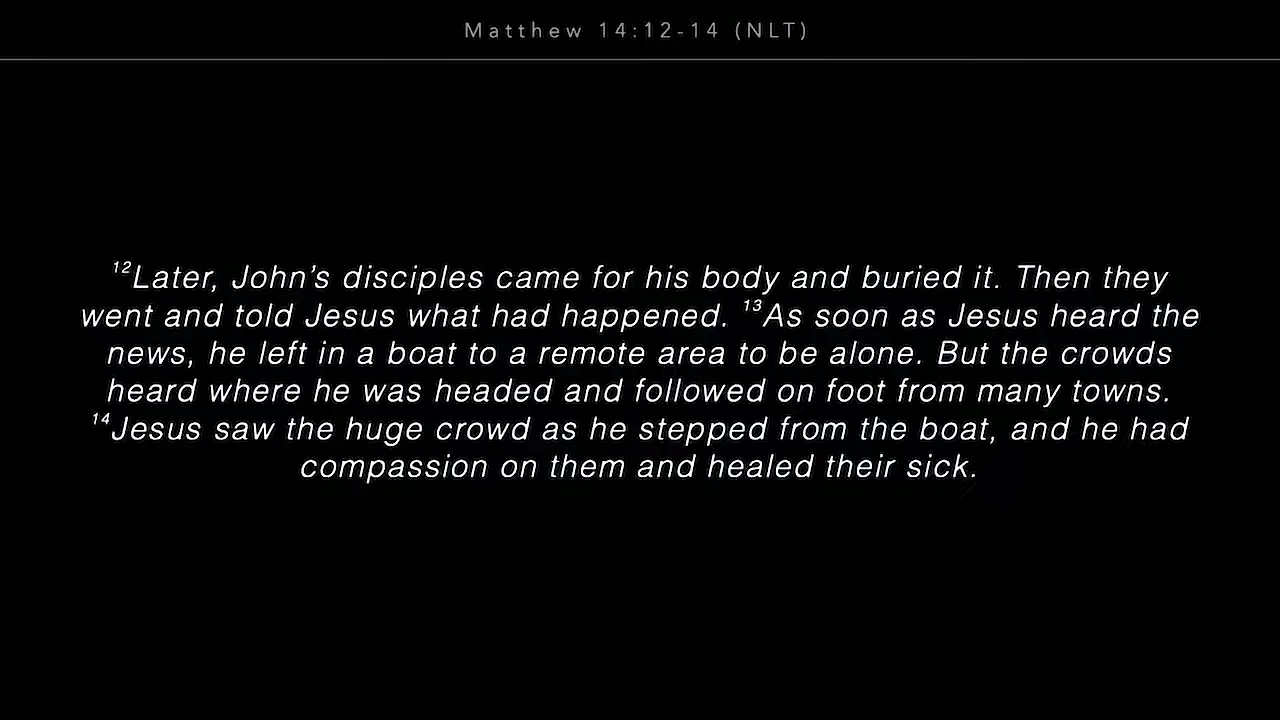 Matthew 14:12-14 (NLT)
¹²Later, John’s disciples came for his body and buried it. Then they
went and told Jesus what had happened. ¹³As soon as Jesus heard the
news, he left in a boat to a remote area to be alone. But the crowds
heard where he was headed and followed on foot from many towns.
¹⁴Jesus saw the huge crowd as he stepped from the boat, and he had
compassion on them and healed their sick.